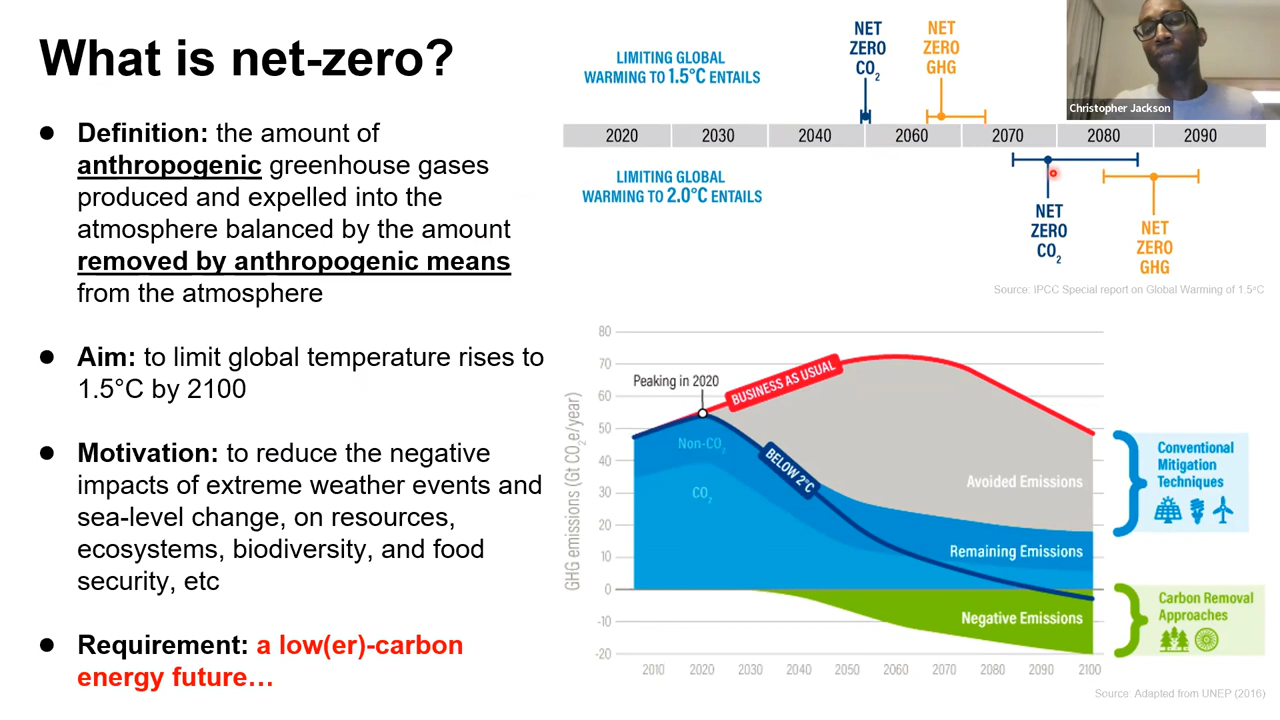 What is net-zero?
● Definition: the amount of
anthropogenic greenhouse gases
produced and expelled into the
atmosphere balanced by the amount
removed by anthropogenic means
from the atmosphere
● Aim: to limit global temperature rises to
1.5°C by 2100
● Motivation: to reduce the negative
impacts of extreme weather events and
sea-level change, on resources,
ecosystems, biodiversity, and food
security, etc
● Requirement: a low(er)-carbon
energy future…
LIMITING GLOBAL
WARMING TO 1.5°C ENTAILS
NET
ZERO
CO₂
NET
ZERO
GHG
Christopher Jackson
2020 2030 2040 2060 2070 2080 2090
LIMITING GLOBAL
WARMING TO 2.0°C ENTAILS
NET
ZERO
CO₂
NET
ZERO
GHG
Source: IPCC Special report on Global Warming of 1.5°C
GHG emissions (Gt CO₂e/year)
80
70
60
50
40
30
20
10
0
-10
-20
Peaking in 2020
BUSINESS AS USUAL
Non-CO₂
BELOW 2°C
CO₂
Avoided Emissions
Remaining Emissions
Negative Emissions
2010 2020 2030 2040 2050 2060 2070 2080 2090 2100
Conventional
Mitigation
Techniques
Carbon Removal
Approaches
Source: Adapted from UNEP (2016)